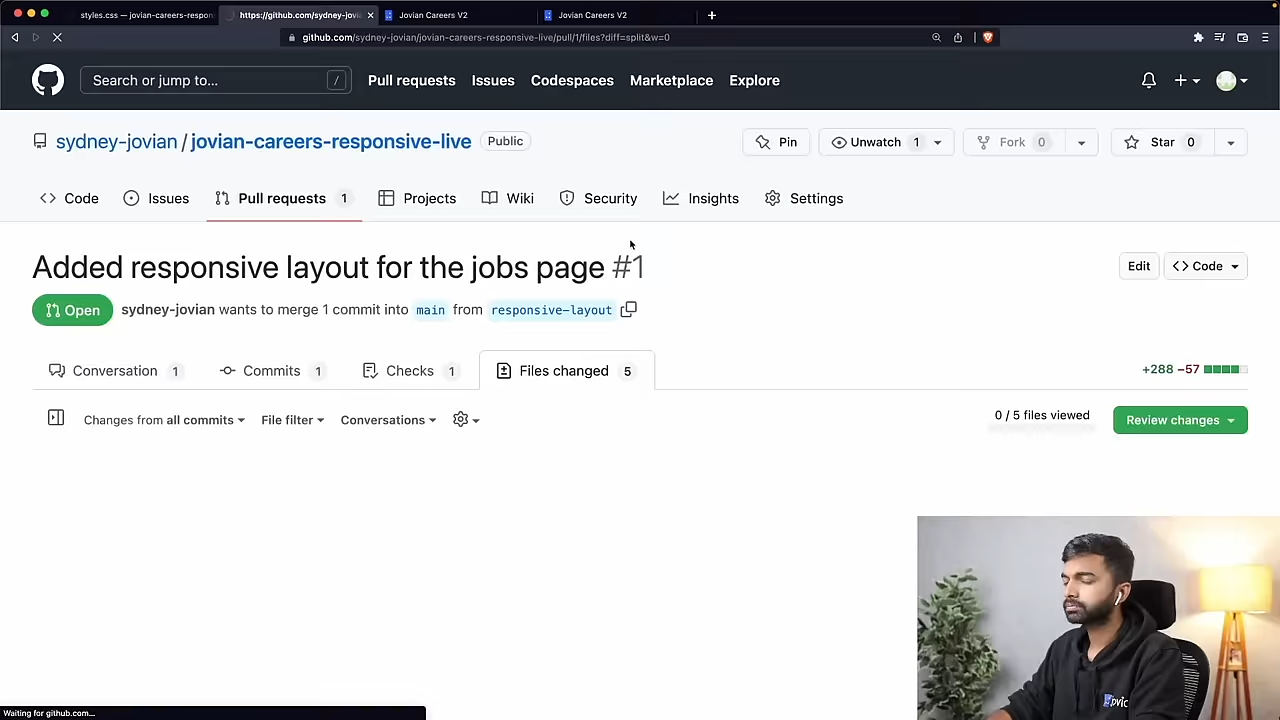 styles.css — jovian-careers-respon
https://github.com/sydney-jovia
Jovian Careers V2
Jovian Careers V2
github.com/sydney-jovian/jovian-careers-responsive-live/pull/1/files?diff=split&w=0
Search or jump to...
/
Pull requests
Issues
Codespaces
Marketplace
Explore
sydney-jovian / jovian-careers-responsive-live
Public
Pin
Unwatch 1
Fork 0
Star 0
Code
Issues
Pull requests 1
Projects
Wiki
Security
Insights
Settings
Added responsive layout for the jobs page #1
Edit
Code
Open
sydney-jovian wants to merge 1 commit into main from responsive-layout
Conversation 1
Commits 1
Checks 1
Files changed 5
+288 −57
Changes from all commits
File filter
Conversations
0 / 5 files viewed
Review changes
Waiting for github.com...